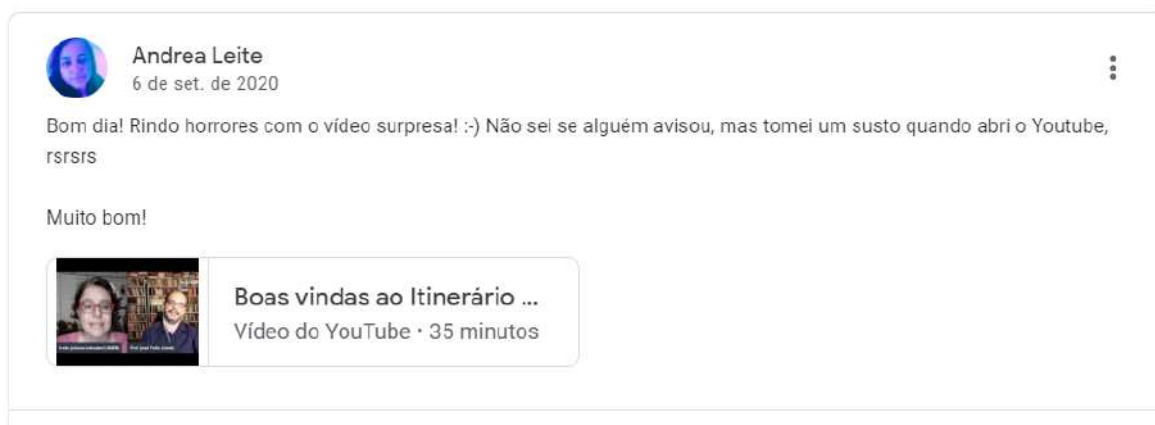 Andrea Leite
6 de set. de 2020
Bom dia! Rindo horrores com o vídeo surpresa! :-) Não sei se alguém avisou, mas tomei um susto quando abri o Youtube,
rsrsrs
Muito bom!
Boas vindas ao Itinerário ...
Vídeo do YouTube · 35 minutos